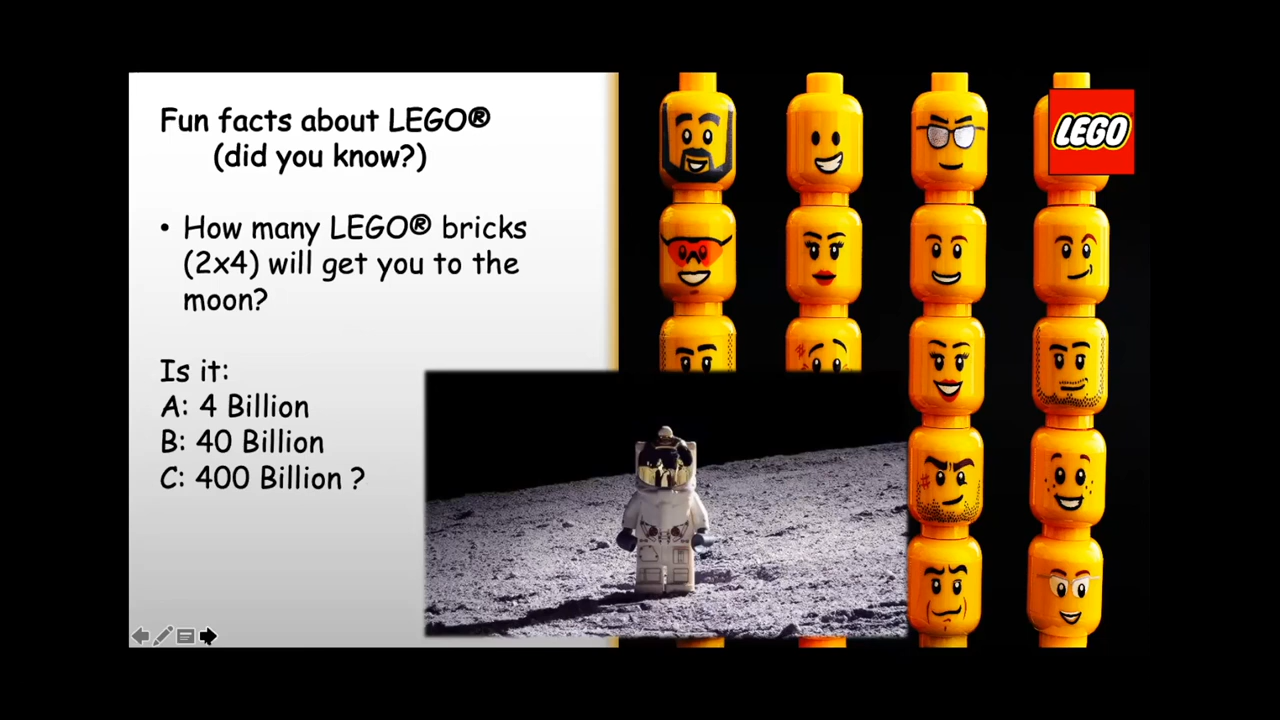 Fun facts about LEGO®
(did you know?)
• How many LEGO® bricks
(2x4) will get you to the
moon?
Is it:
A: 4 Billion
B: 40 Billion
C: 400 Billion ?
LEGO